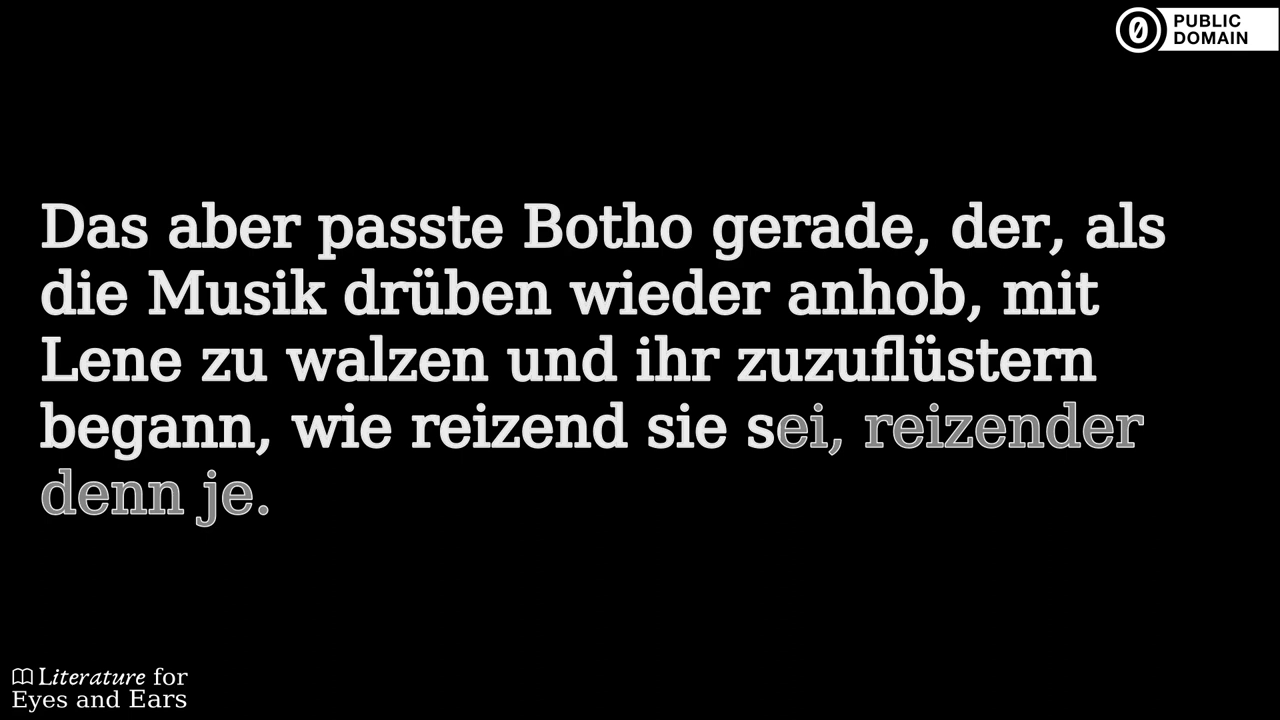 PUBLIC
DOMAIN
Das aber passte Botho gerade, der, als
die Musik drüben wieder anhob, mit
Lene zu walzen und ihr zuzuflüstern
begann, wie reizend sie sei, reizender
denn je.
Literature for
Eyes and Ears